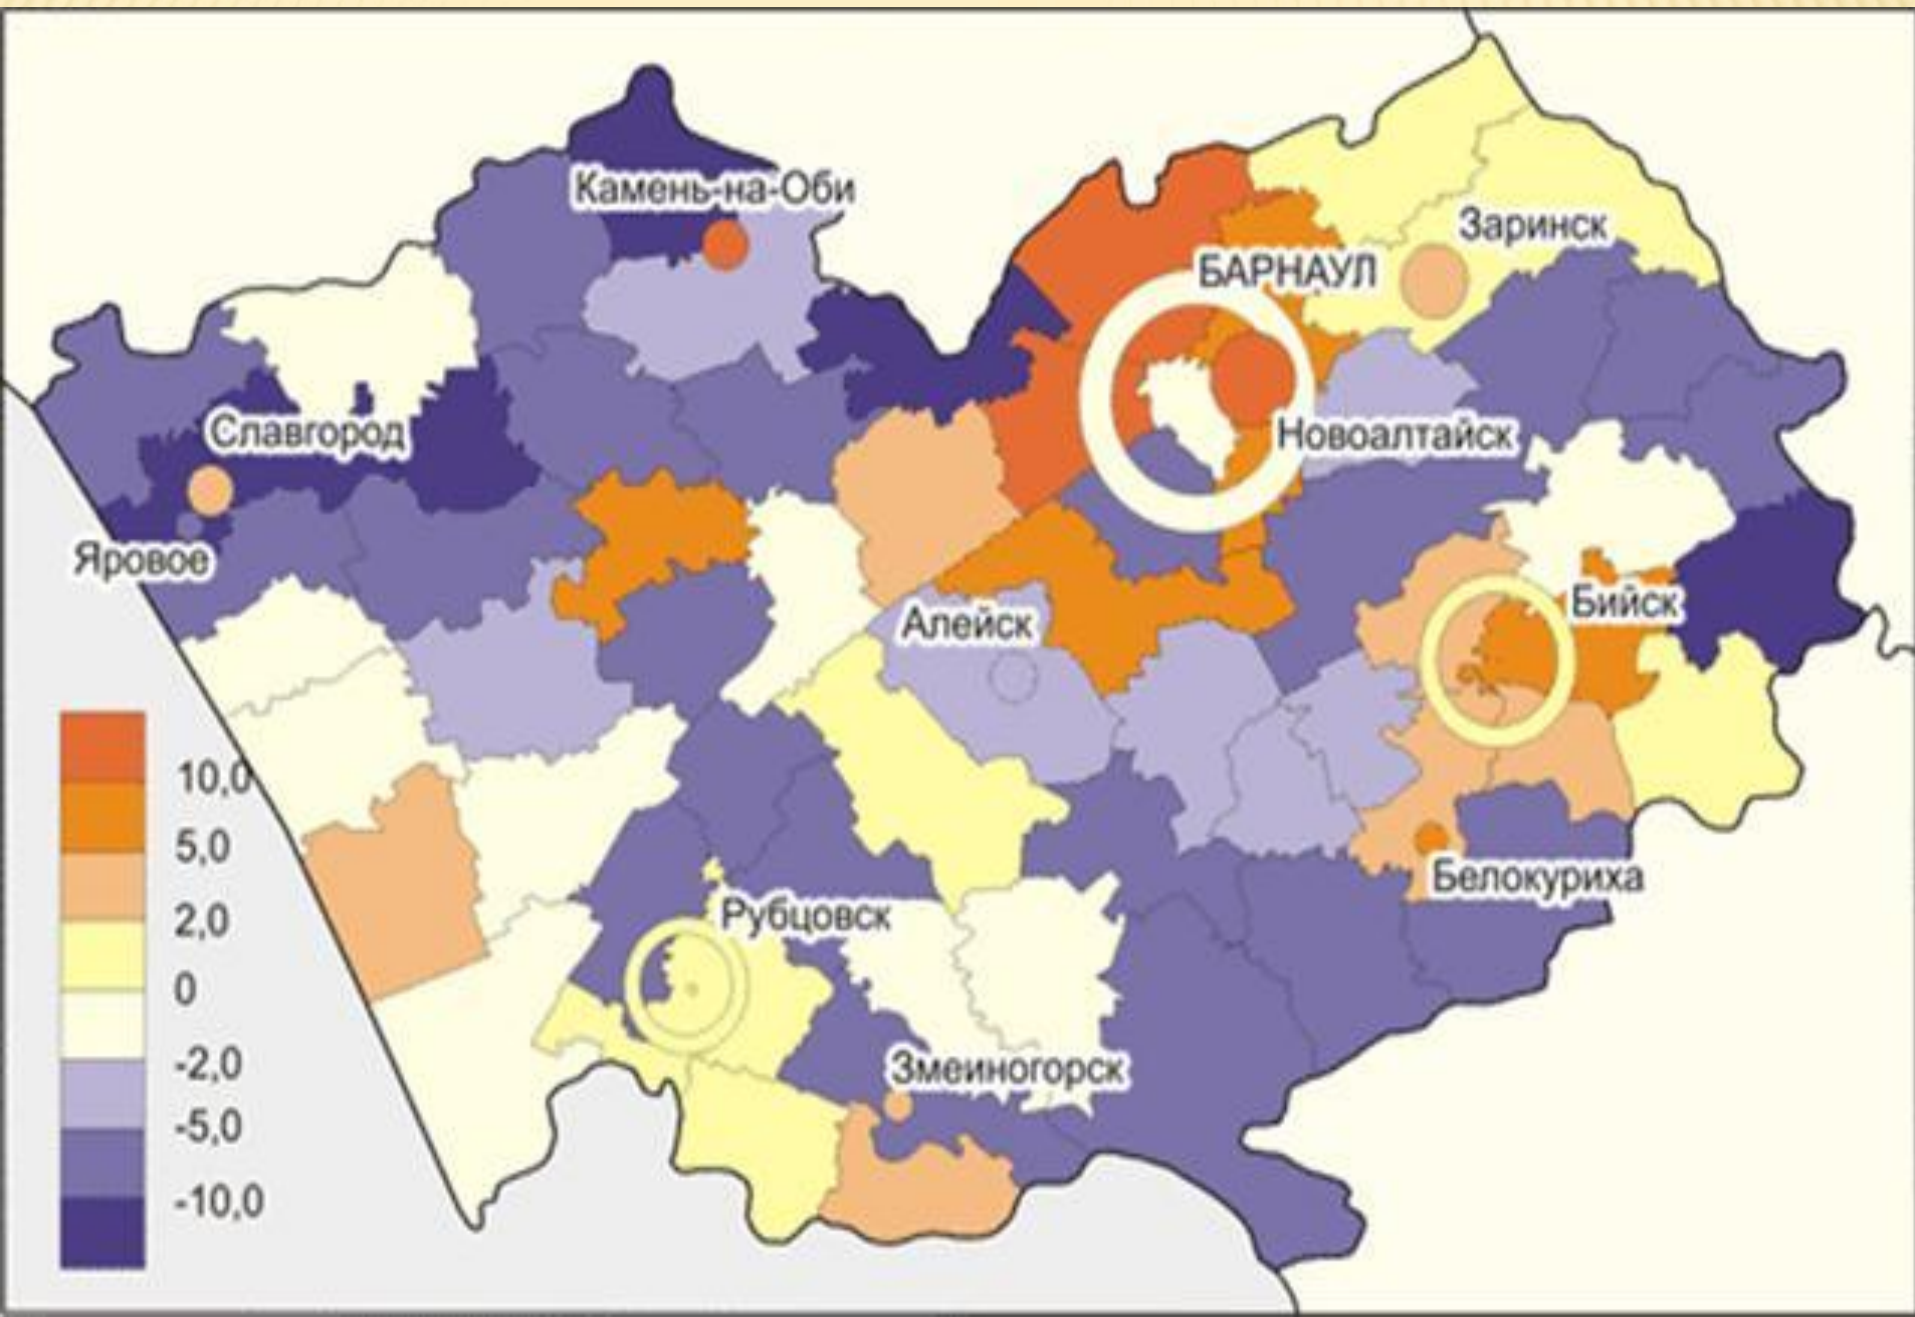 Камень-на-Оби
Заринск
БАРНАУЛ
Славгород
Новоалтайск
Яровое
Бийск
Алейск
Белокуриха
Рубцовск
Змеиногорск
10,0
5,0
2,0
0
-2,0
-5,0
-10,0